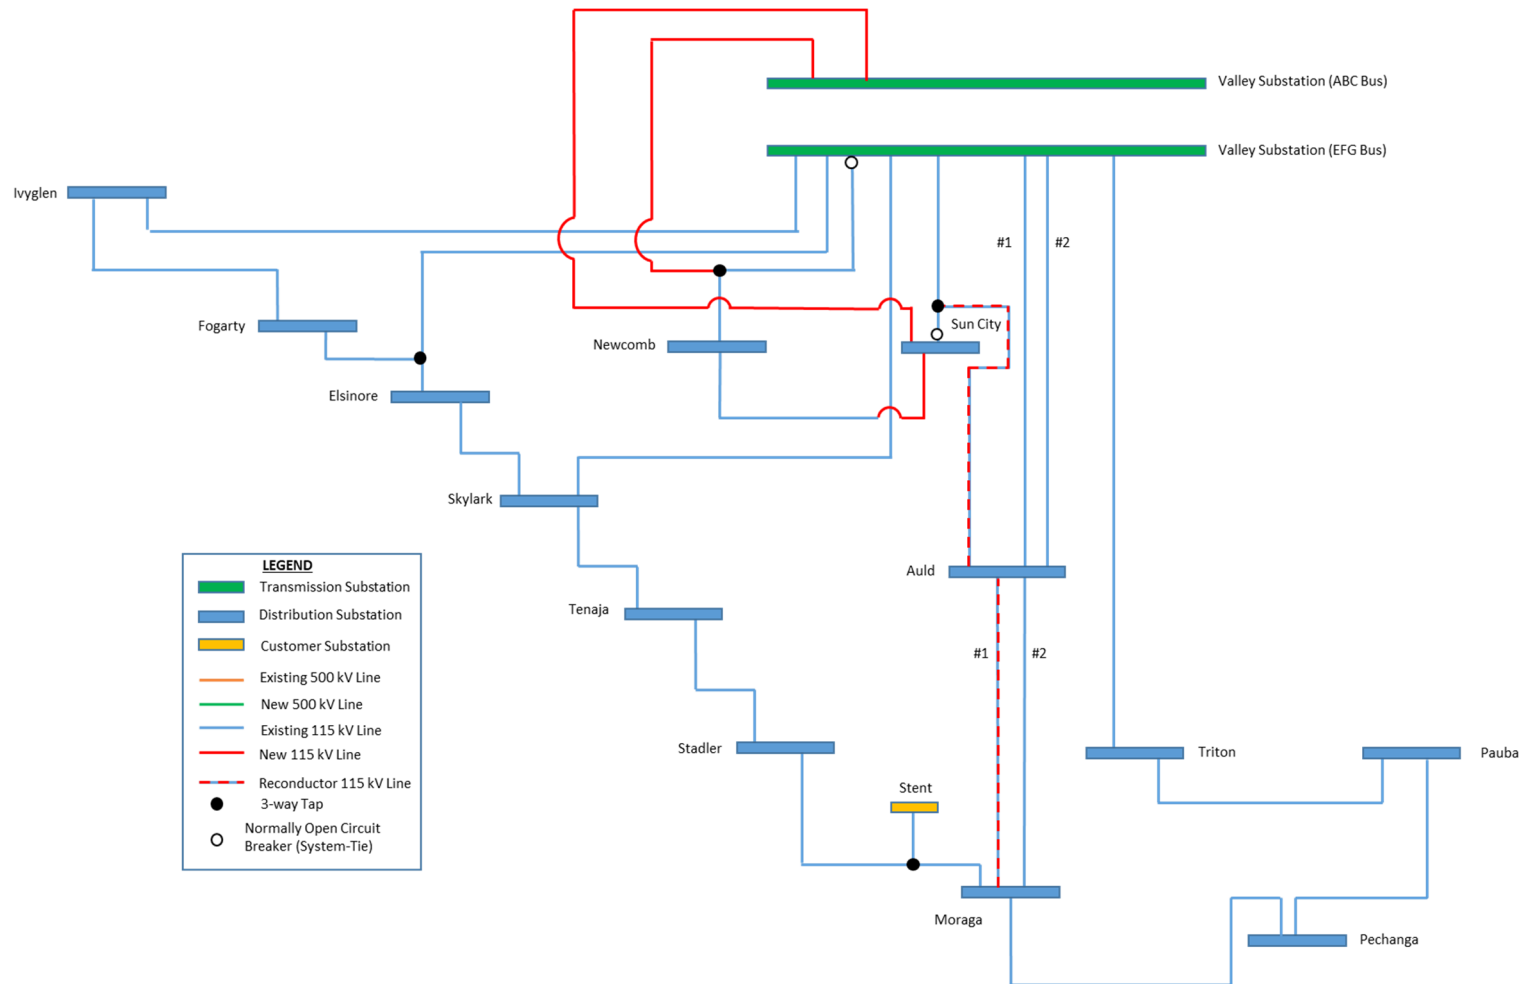 Valley Substation (ABC Bus)
Valley Substation (EFG Bus)
Ivyglen
#1
#2
Fogarty
Sun City
Newcomb
Elsinore
Skylark
LEGEND
Transmission Substation
Distribution Substation
Customer Substation
Existing 500 kV Line
New 500 kV Line
Existing 115 kV Line
New 115 kV Line
Reconductor 115 kV Line
3-way Tap
Normally Open Circuit
Breaker (System-Tie)
Auld
Tenaja
#1
#2
Stadler
Triton
Pauba
Stent
Moraga
Pechanga